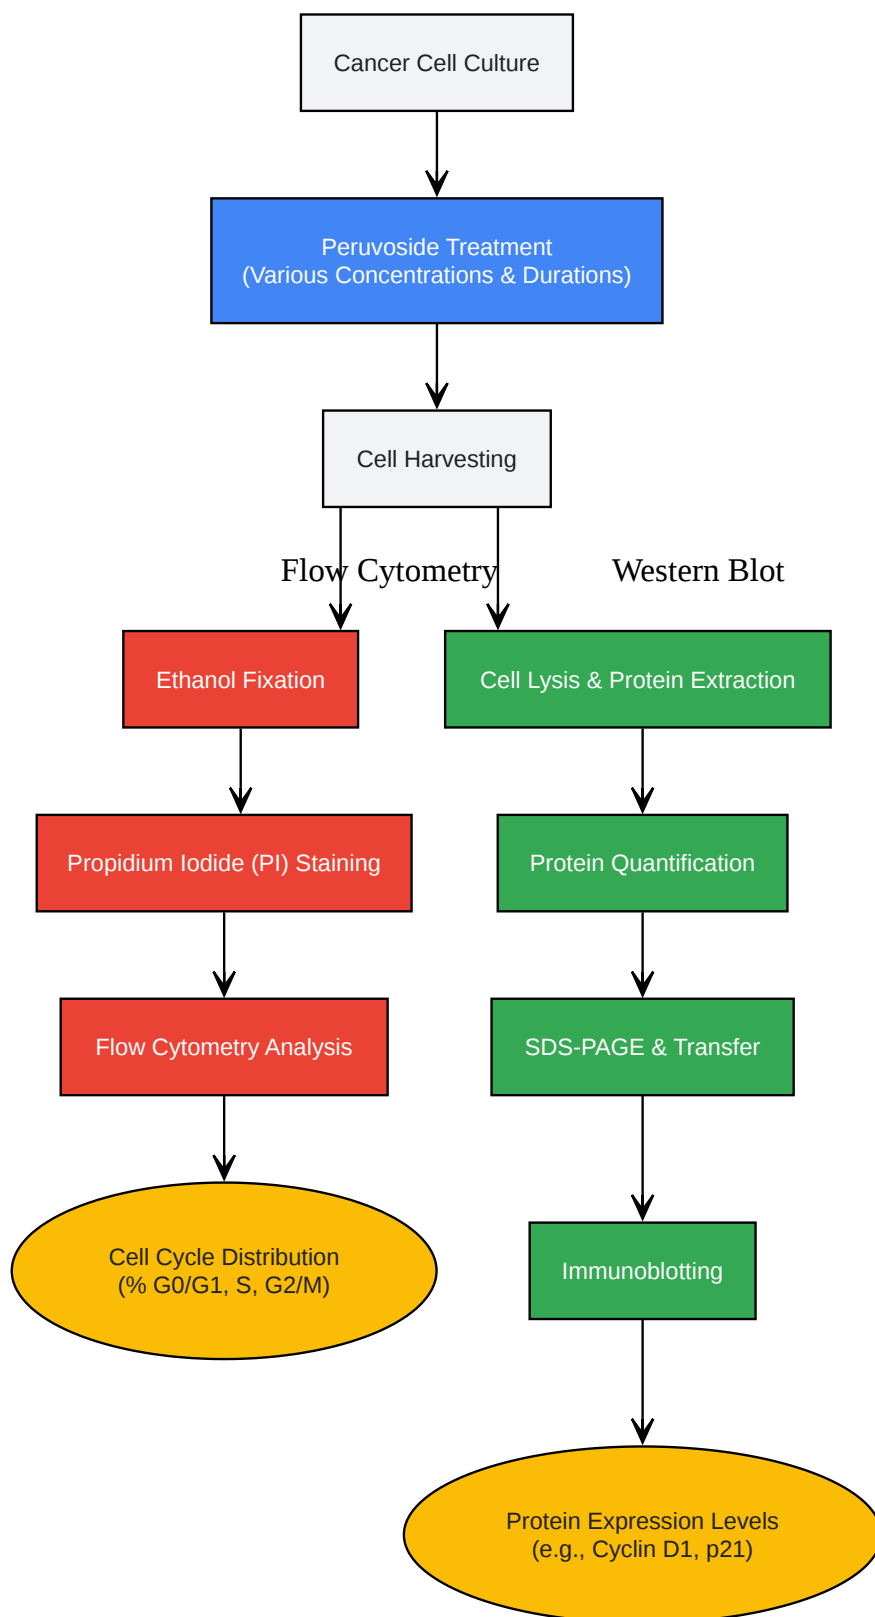 Cancer Cell Culture
Peruvoside Treatment
(Various Concentrations & Durations)
Cell Harvesting
Flow Cytometry
Western Blot
Ethanol Fixation
Cell Lysis & Protein Extraction
Propidium Iodide (PI) Staining
Protein Quantification
Flow Cytometry Analysis
SDS-PAGE & Transfer
Cell Cycle Distribution
(% G0/G1, S, G2/M)
Immunoblotting
Protein Expression Levels
(e.g., Cyclin D1, p21)